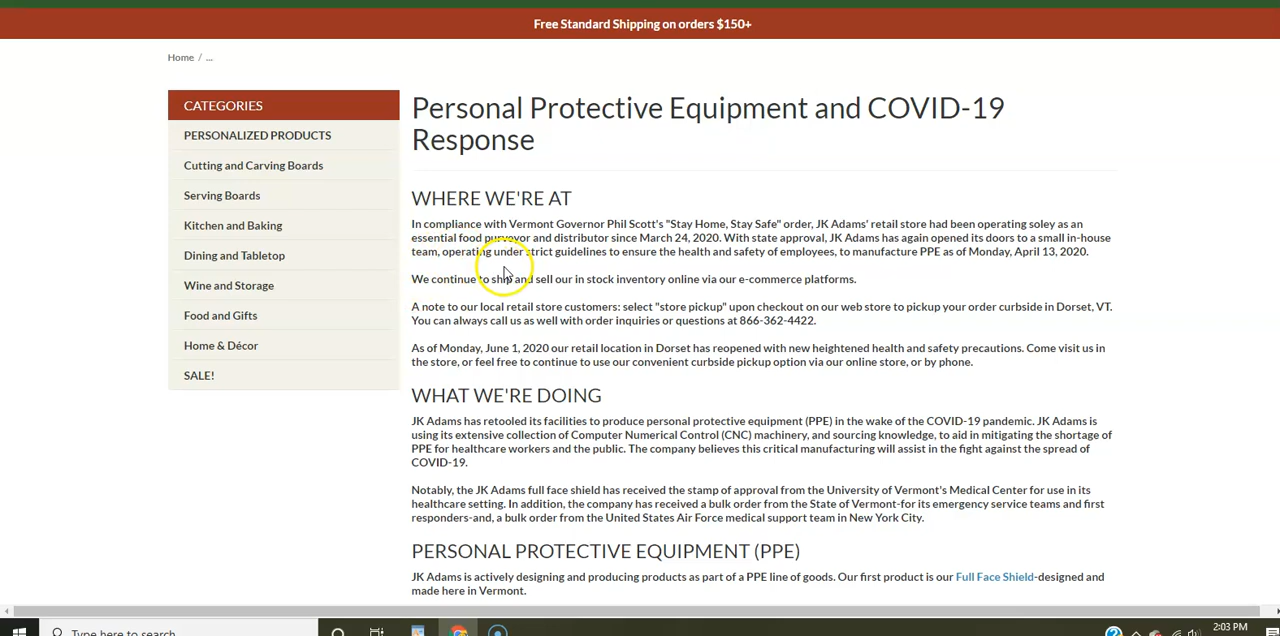 Free Standard Shipping on orders $150+
Home / ...
CATEGORIES
PERSONALIZED PRODUCTS
Cutting and Carving Boards
Serving Boards
Kitchen and Baking
Dining and Tabletop
Wine and Storage
Food and Gifts
Home & Décor
SALE!
Personal Protective Equipment and COVID-19
Response
WHERE WE'RE AT
In compliance with Vermont Governor Phil Scott's "Stay Home, Stay Safe" order, JK Adams' retail store had been operating soley as an
essential food purveyor and distributor since March 24, 2020. With state approval, JK Adams has again opened its doors to a small in-house
team, operating under strict guidelines to ensure the health and safety of employees, to manufacture PPE as of Monday, April 13, 2020.
We continue to ship and sell our in stock inventory online via our e-commerce platforms.
A note to our local retail store customers: select "store pickup" upon checkout on our web store to pickup your order curbside in Dorset, VT.
You can always call us as well with order inquiries or questions at 866-362-4422.
As of Monday, June 1, 2020 our retail location in Dorset has reopened with new heightened health and safety precautions. Come visit us in
the store, or feel free to continue to use our convenient curbside pickup option via our online store, or by phone.
WHAT WE'RE DOING
JK Adams has retooled its facilities to produce personal protective equipment (PPE) in the wake of the COVID-19 pandemic. JK Adams is
using its extensive collection of Computer Numerical Control (CNC) machinery, and sourcing knowledge, to aid in mitigating the shortage of
PPE for healthcare workers and the public. The company believes this critical manufacturing will assist in the fight against the spread of
COVID-19.
Notably, the JK Adams full face shield has received the stamp of approval from the University of Vermont's Medical Center for use in its
healthcare setting. In addition, the company has received a bulk order from the State of Vermont-for its emergency service teams and first
responders-and, a bulk order from the United States Air Force medical support team in New York City.
PERSONAL PROTECTIVE EQUIPMENT (PPE)
JK Adams is actively designing and producing products as part of a PPE line of goods. Our first product is our Full Face Shield-designed and
made here in Vermont.
Type here to search
2:03 PM